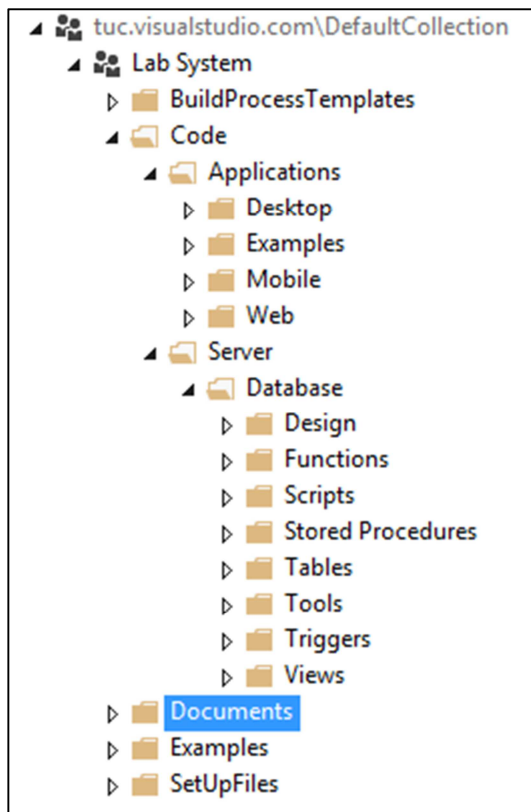 tuc.visualstudio.com\DefaultCollection
Lab System
BuildProcessTemplates
Code
Applications
Desktop
Examples
Mobile
Web
Server
Database
Design
Functions
Scripts
Stored Procedures
Tables
Tools
Triggers
Views
Documents
Examples
SetUpFiles